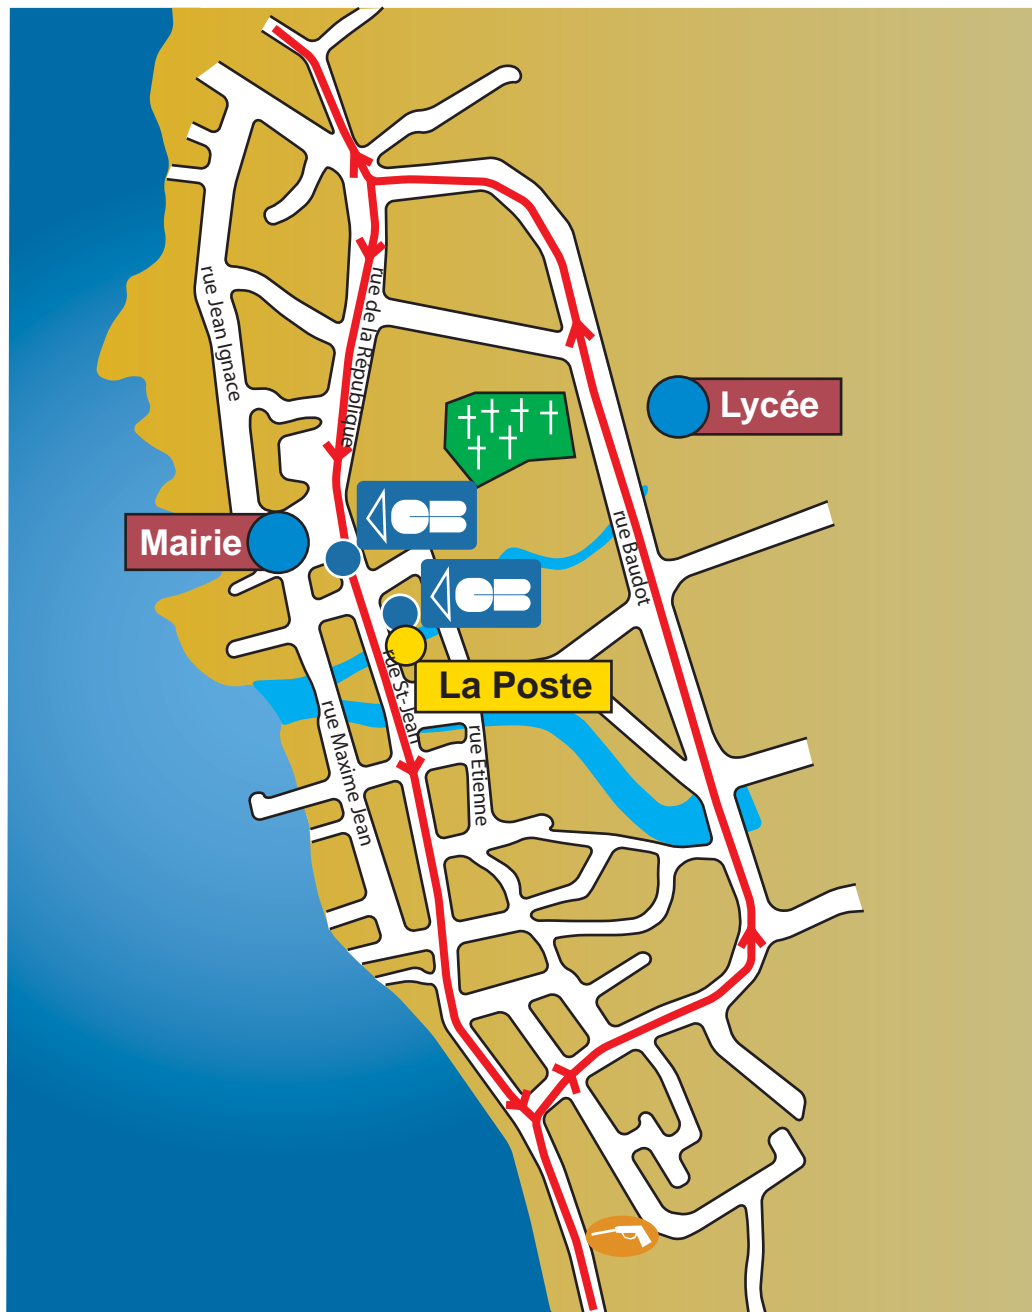 rue Jean Ignace
rue de la République
Lycée
Mairie
rue Baudot
La Poste
rue St-Jean
rue Maxime Jean
rue Etienne